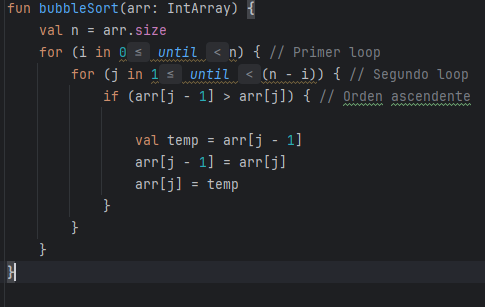 fun bubbleSort(arr: IntArray) {
val n = arr.size
for (i in 0 ≤ until < n) { // Primer loop
for (j in 1 ≤ until < (n - i)) { // Segundo loop
if (arr[j - 1] > arr[j]) { // Orden ascendente
val temp = arr[j - 1]
arr[j - 1] = arr[j]
arr[j] = temp
}
}
}
}